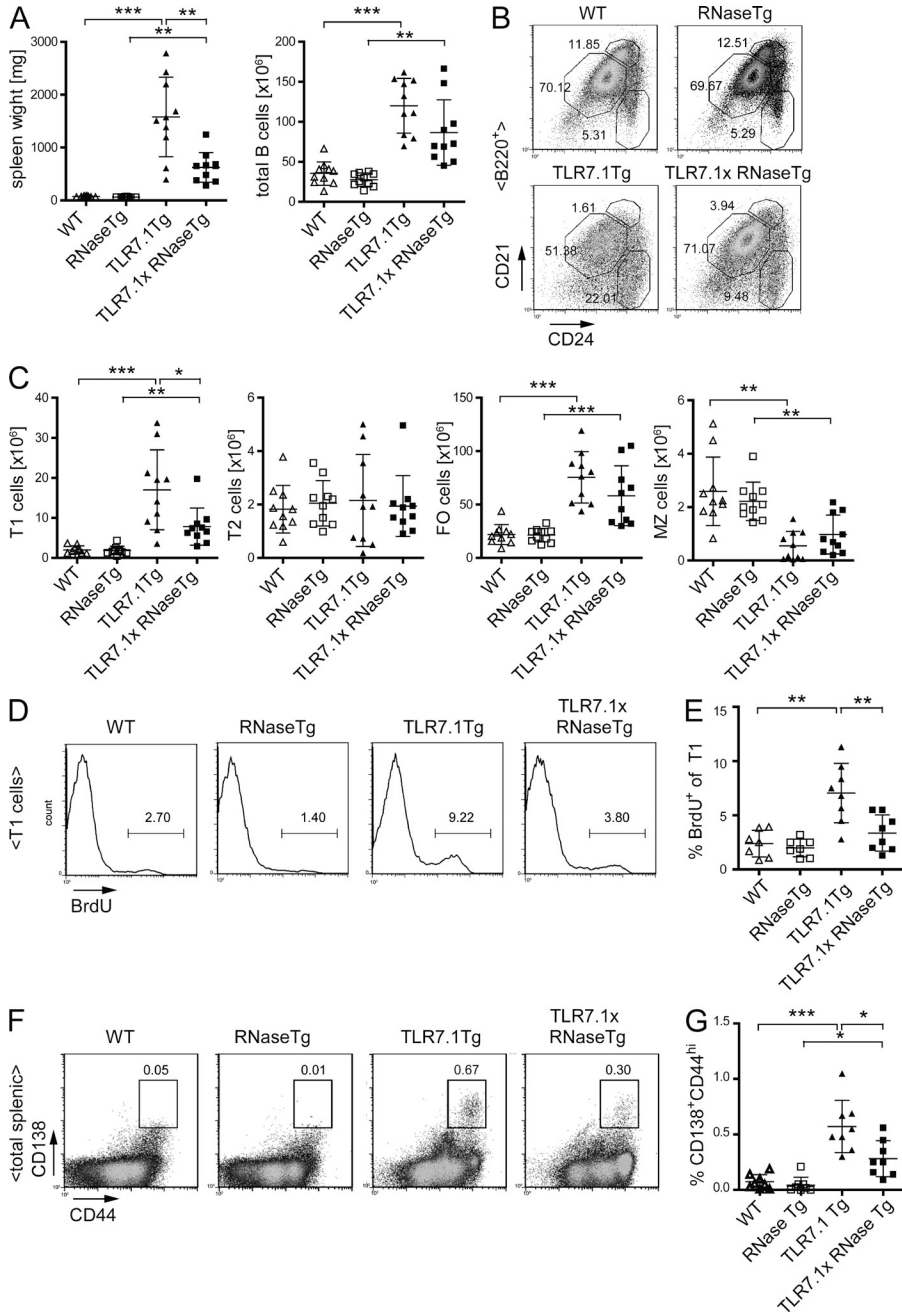 A
***
**
**
spleen wight [mg]
3000
2000
1000
0
WT
RNaseTg
TLR7.1Tg
TLR7.1x RNaseTg
***
**
total B cells [x10⁶]
200
150
100
50
0
WT
RNaseTg
TLR7.1Tg
TLR7.1x RNaseTg
B
WT
RNaseTg
11.85
70.12
5.31
12.51
69.67
5.29
<B220⁺>
TLR7.1Tg
TLR7.1x RNaseTg
1.61
51.38
22.01
3.94
71.07
9.48
CD21
CD24
C
***
*
**
T1 cells [x10⁶]
40
30
20
10
0
WT
RNaseTg
TLR7.1Tg
TLR7.1x RNaseTg
T2 cells [x10⁶]
6
4
2
0
WT
RNaseTg
TLR7.1Tg
TLR7.1x RNaseTg
***
***
FO cells [x10⁶]
150
100
50
0
WT
RNaseTg
TLR7.1Tg
TLR7.1x RNaseTg
**
**
MZ cells [x10⁶]
6
4
2
0
WT
RNaseTg
TLR7.1Tg
TLR7.1x RNaseTg
D
WT
RNaseTg
TLR7.1Tg
TLR7.1x
RNaseTg
<T1 cells>
count
2.70
1.40
9.22
3.80
BrdU
E
**
**
% BrdU⁺ of T1
15
10
5
0
WT
RNaseTg
TLR7.1Tg
TLR7.1x RNaseTg
F
WT
RNaseTg
TLR7.1Tg
TLR7.1x
RNaseTg
<total splenic>
CD138
0.05
0.01
0.67
0.30
CD44
G
***
*
*
% CD138⁺CD44ʰⁱ
1.5
1.0
0.5
0.0
WT
RNase Tg
TLR7.1 Tg
TLR7.1x RNase Tg